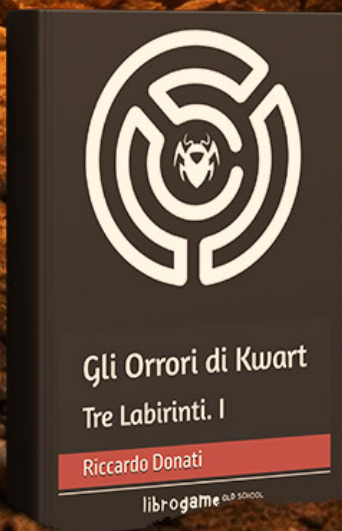 Gli Orrori di Kwart
Tre Labirinti. I
Riccardo Donati
librogame OLD SCHOOL